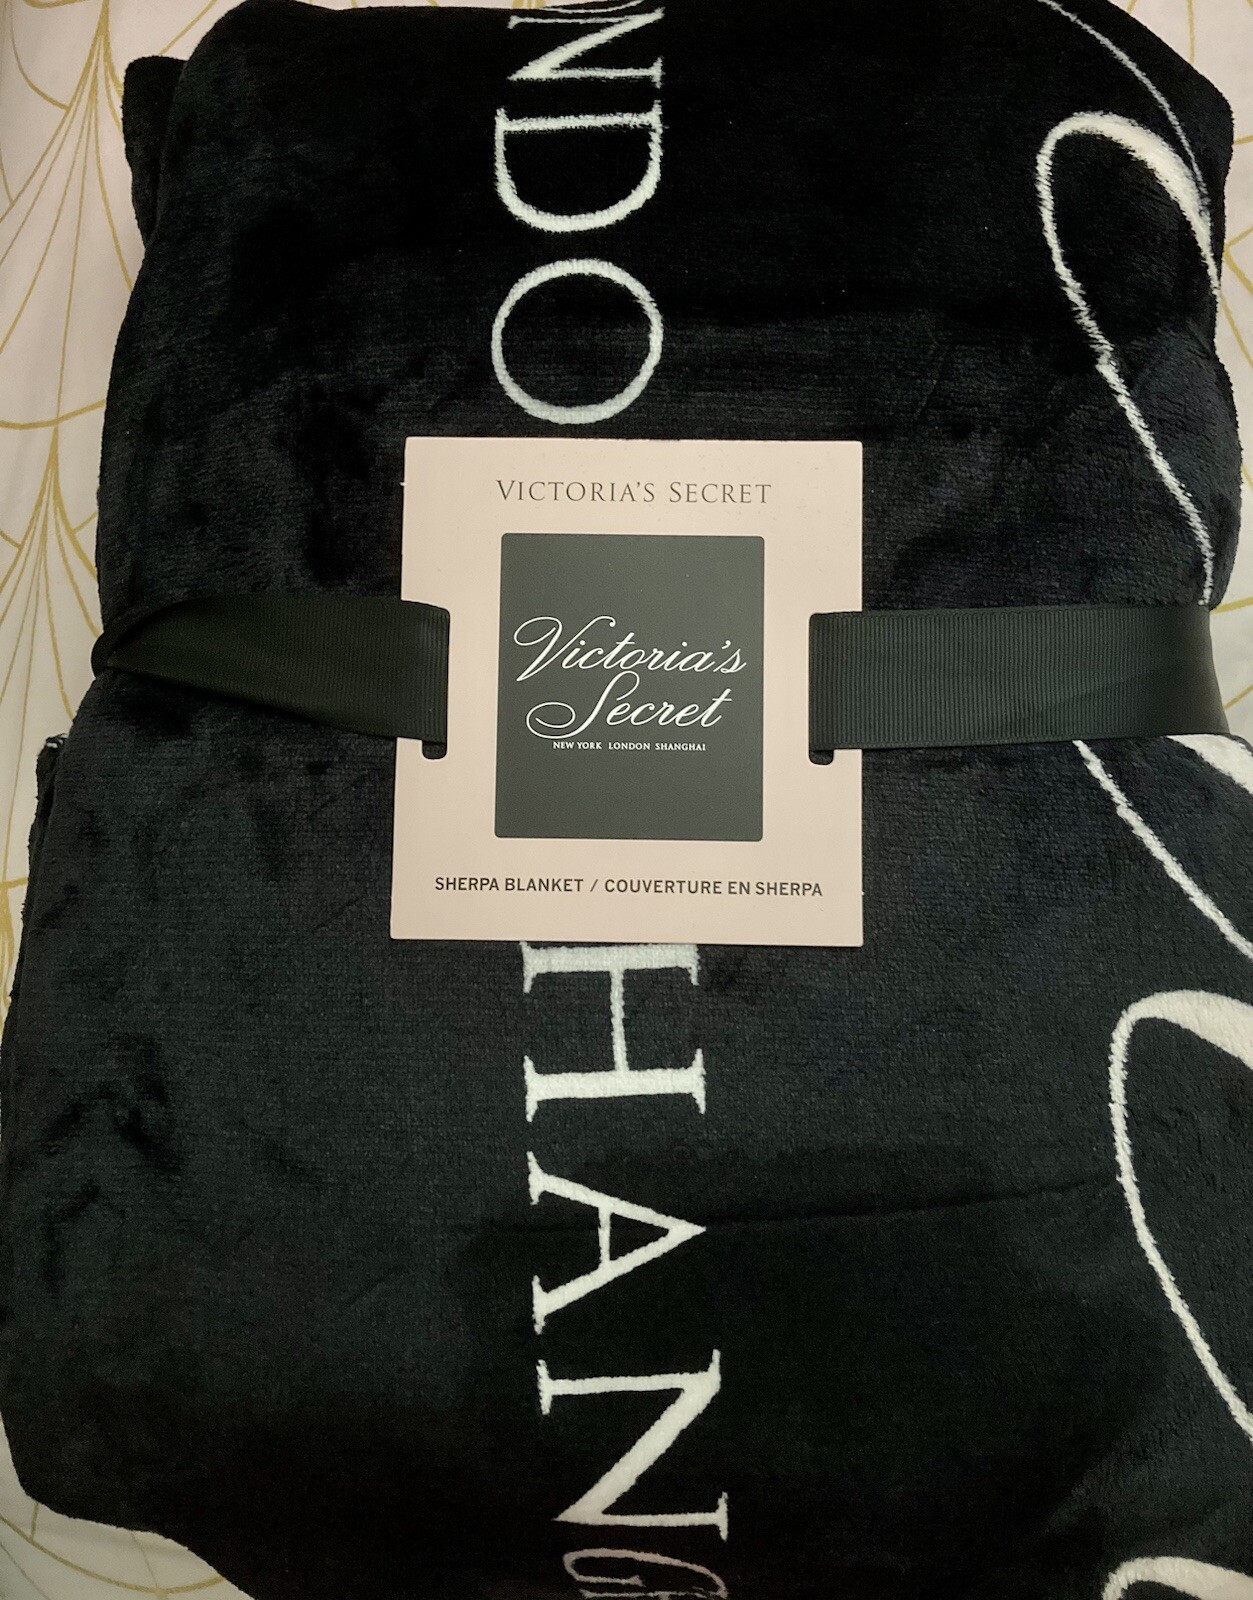 NDO
VICTORIA'S SECRET
Victoria's
Secret
NEW YORK LONDON SHANGHAI
SHERPA BLANKET / COUVERTURE EN SHERPA
HANG